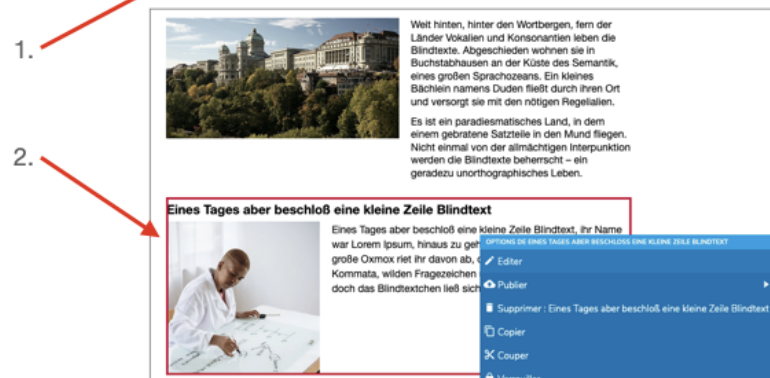 1.
Weit hinten, hinter den Wortbergen, fern der
Länder Vokalien und Konsonantien leben die
Blindtexte. Abgeschieden wohnen sie in
Buchstabhausen an der Küste des Semantik,
eines großen Sprachozeans. Ein kleines
Bächlein namens Duden fließt durch ihren Ort
und versorgt sie mit den nötigen Regelialien.
Es ist ein paradiesmatisches Land, in dem
einem gebratene Satzteile in den Mund fliegen.
Nicht einmal von der allmächtigen Interpunktion
werden die Blindtexte beherrscht – ein
geradezu unorthographisches Leben.
2.
Eines Tages aber beschloß eine kleine Zeile Blindtext
Eines Tages aber beschloß eine kleine Zeile Blindtext, ihr Name
war Lorem Ipsum, hinaus zu geh
große Oxmox riet ihr davon ab,
Kommata, wilden Fragezeichen
doch das Blindtextchen ließ sich
OPTIONS DE EINES TAGES ABER BESCHLOSS EINE KLEINE ZEILE BLINDTEXT
Editer
Publier
Supprimer : Eines Tages aber beschloß eine kleine Zeile Blindtext
Copier
Couper